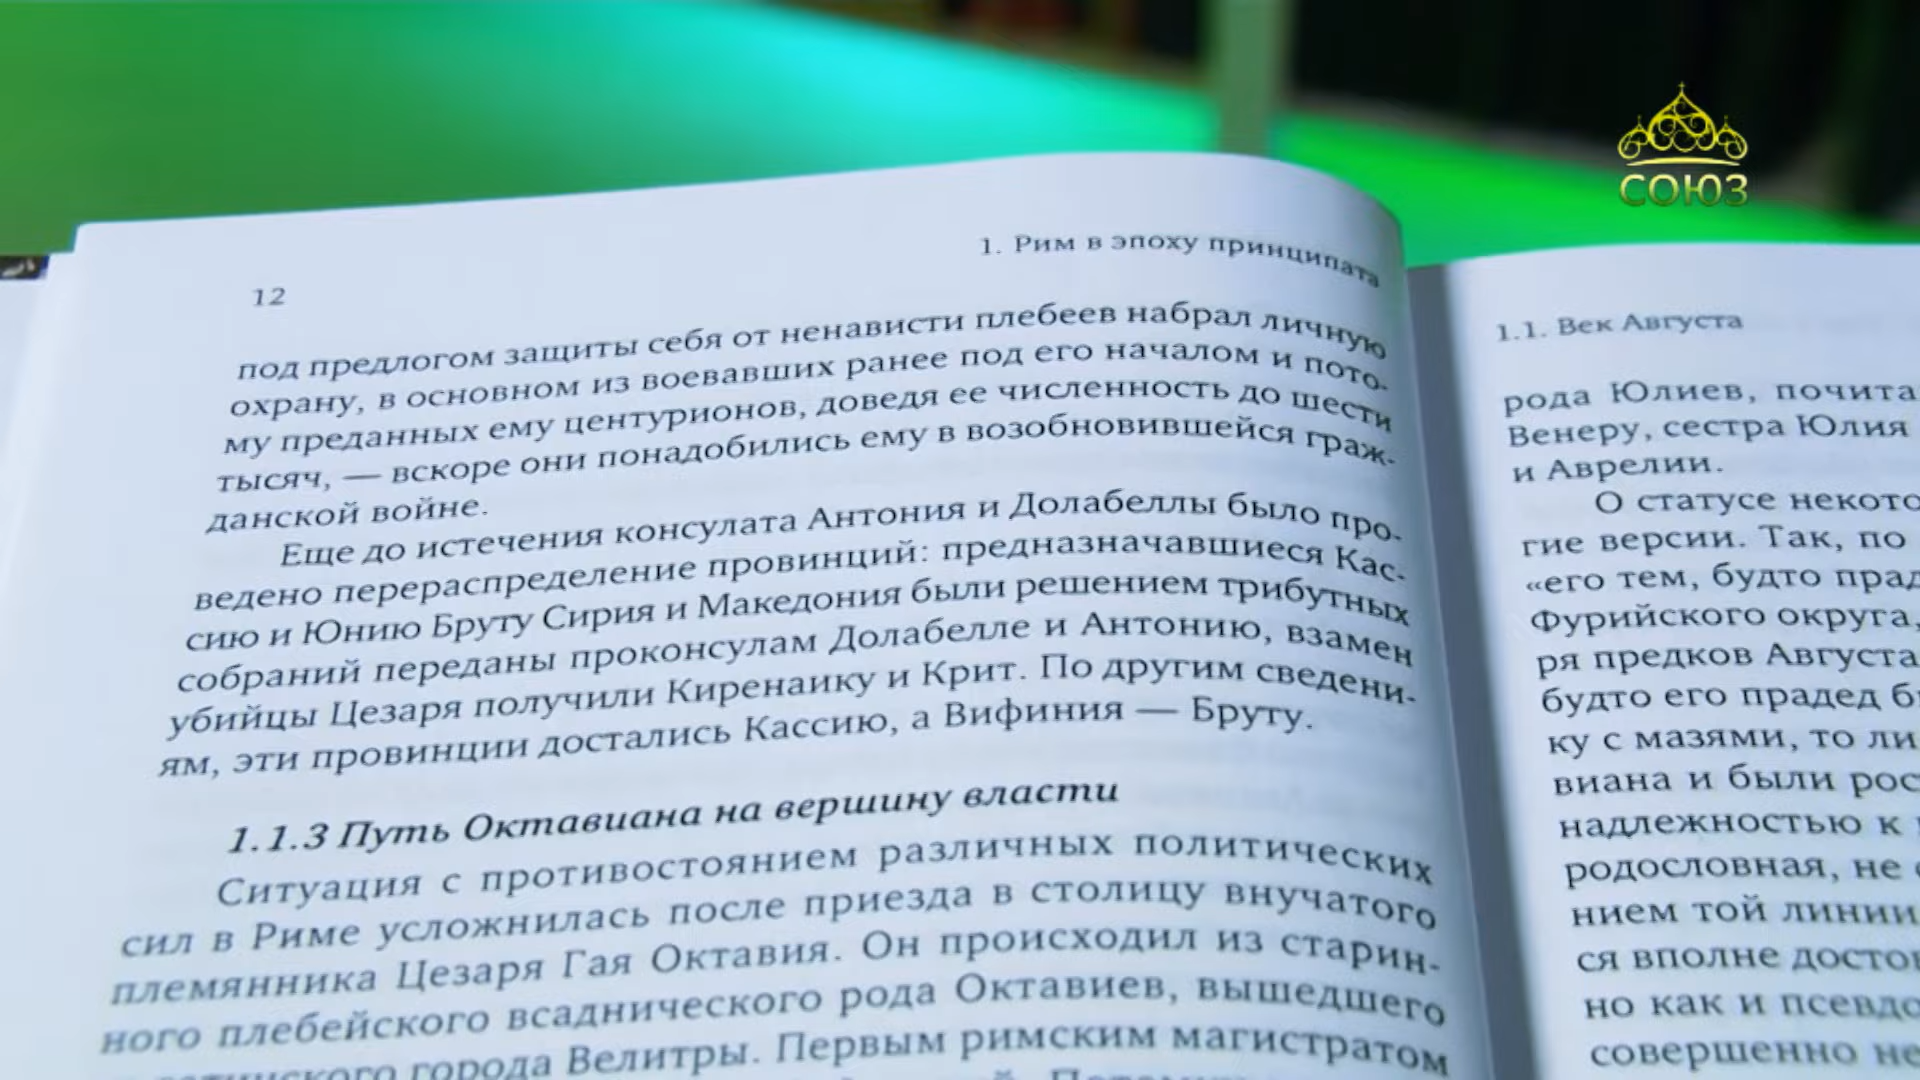 СОЮЗ
12
1. Рим в эпоху принципата
под предлогом защиты себя от ненависти плебеев набрал личную
охрану, в основном из воевавших ранее под его началом и пото-
му преданных ему центурионов, доведя ее численность до шести
тысяч, — вскоре они понадобились ему в возобновившейся граж-
данской войне.
Еще до истечения консулата Антония и Долабеллы было про-
ведено перераспределение провинций: предназначавшиеся Кас-
сию и Юнию Бруту Сирия и Македония были решением трибутных
собраний переданы проконсулам Долабелле и Антонию, взамен
убийцы Цезаря получили Киренаику и Крит. По другим сведени-
ям, эти провинции достались Кассию, а Вифиния — Бруту.
1.1.3 Путь Октавиана на вершину власти
Ситуация с противостоянием различных политических
сил в Риме усложнилась после приезда в столицу внучатого
племянника Цезаря Гая Октавия. Он происходил из старин-
ного плебейского всаднического рода Октавиев, вышедшего
города Велитры. Первым римским магистратом
1.1. Век Августа
рода Юлиев, почита
Венеру, сестра Юлия
и Аврелии.
О статусе некото
гие версии. Так, по
«его тем, будто прад
Фурийского округа,
ря предков Августа
будто его прадед б
ку с мазями, то ли
виана и были рос
надлежностью к
родословная, не
нием той линии
ся вполне досто
но как и псевдо
совершенно не